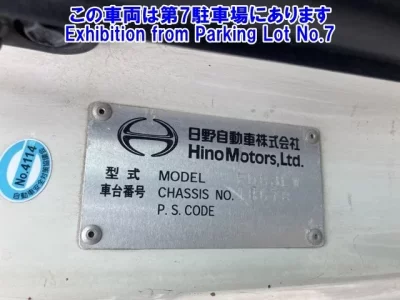 この車両は第7駐車場にあります
Exhibition from Parking Lot No.7
日野自動車株式会社
Hino Motors, Ltd.
型式 MODEL
車台番号 CHASSIS NO.
P.S.CODE
No.4114